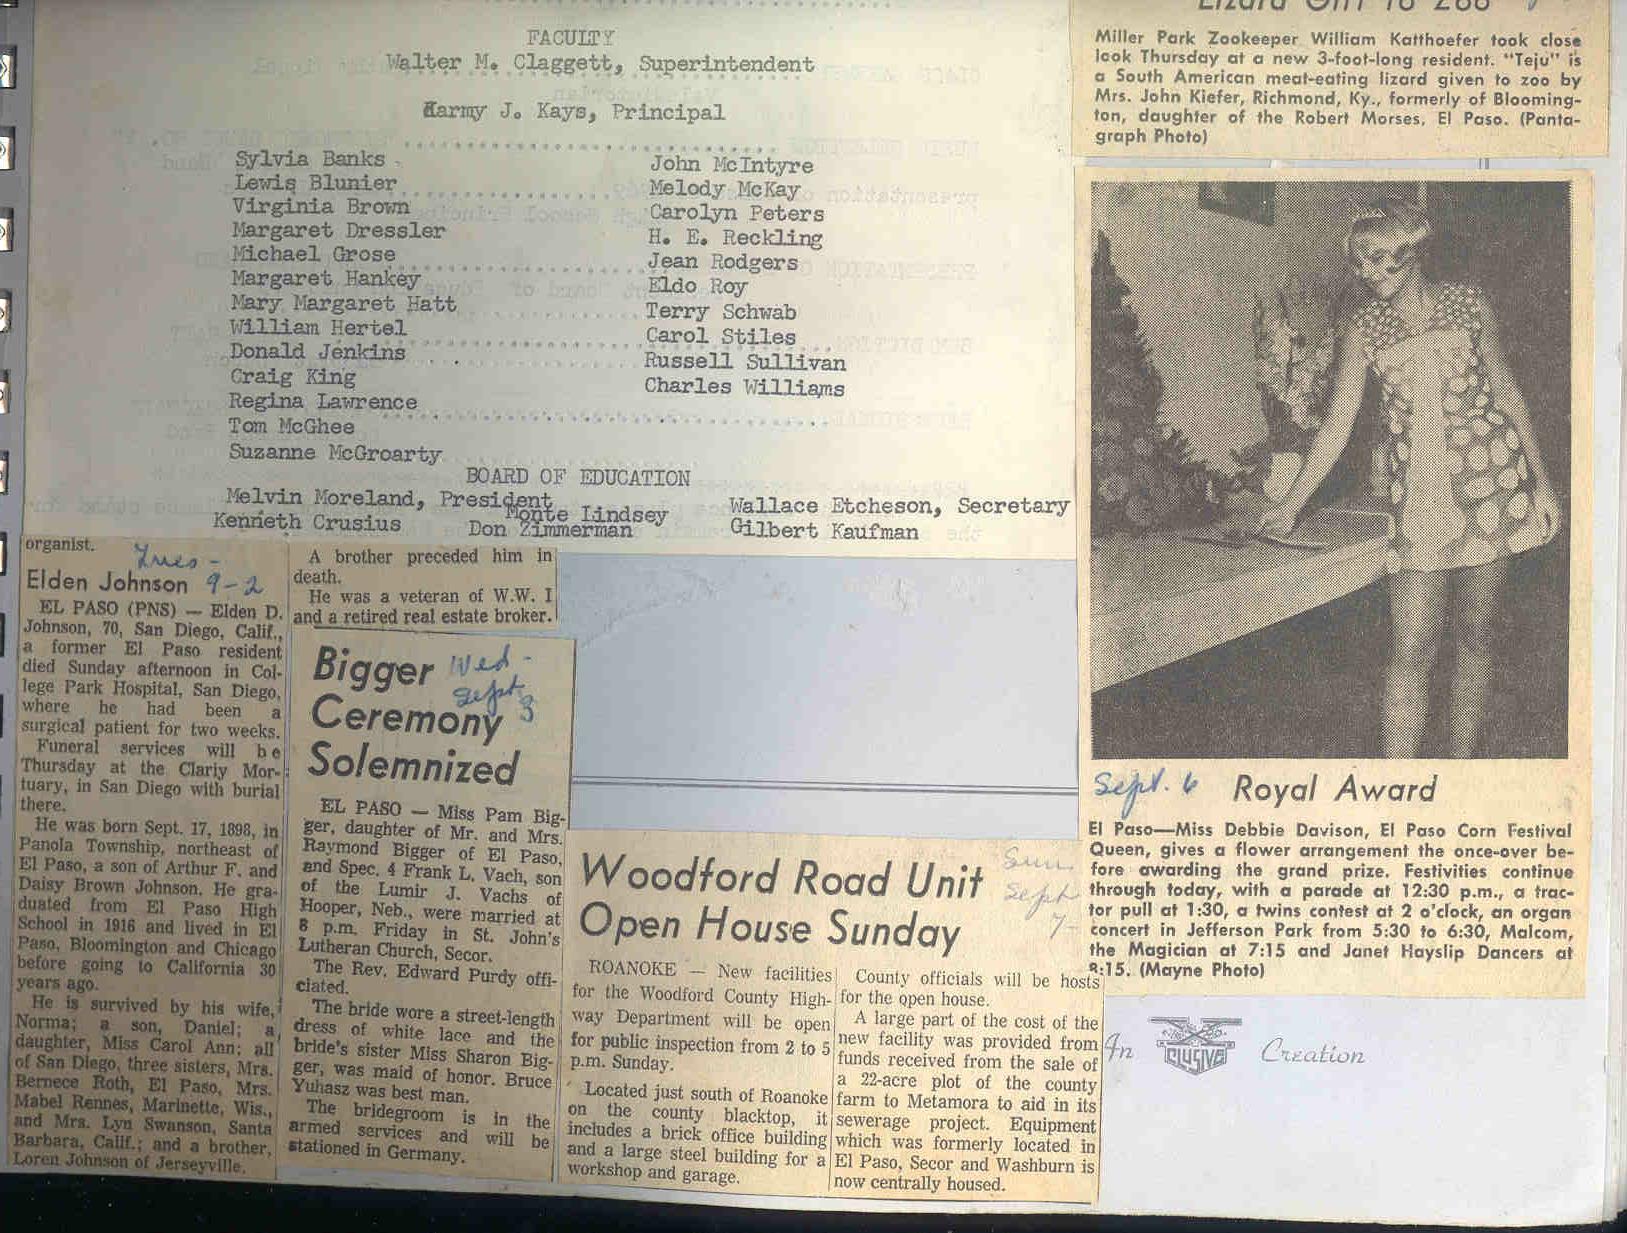 FACULTY
Walter M. Claggett, Superintendent
Harmy J. Kays, Principal
Sylvia Banks
Lewis Blunier
Virginia Brown
Margaret Dressler
Michael Grose
Margaret Hankey
Mary Margaret Hatt
William Hertel
Donald Jenkins
Craig King
Regina Lawrence
Tom McGhee
Suzanne McGroarty
John McIntyre
Melody McKay
Carolyn Peters
H. E. Reckling
Jean Rodgers
Eldo Roy
Terry Schwab
Carol Stiles
Russell Sullivan
Charles Williams
BOARD OF EDUCATION
Melvin Moreland, President
Wallace Etcheson, Secretary
Monte Lindsey
Kenneth Crusius
Don Zimmerman
Gilbert Kaufman
Lizard Gift To Zoo
Miller Park Zookeeper William Katthoefer took close
look Thursday at a new 3-foot-long resident. "Teju" is
a South American meat-eating lizard given to zoo by
Mrs. John Kiefer, Richmond, Ky., formerly of Blooming-
ton, daughter of the Robert Morses, El Paso. (Panta-
graph Photo)
organist.
Tues -
Elden Johnson 9-2
EL PASO (PNS) — Elden D.
Johnson, 70, San Diego, Calif.,
a former El Paso resident
died Sunday afternoon in Col-
lege Park Hospital, San Diego,
where he had been a
surgical patient for two weeks.
Funeral services will be
Thursday at the Clariy Mor-
tuary, in San Diego with burial
there.
He was born Sept. 17, 1898, in
Panola Township, northeast of
El Paso, a son of Arthur F. and
Daisy Brown Johnson. He gra-
duated from El Paso High
School in 1916 and lived in El
Paso, Bloomington and Chicago
before going to California 30
years ago.
He is survived by his wife,
Norma; a son, Daniel; a
daughter, Miss Carol Ann; all
of San Diego, three sisters, Mrs.
Bernece Roth, El Paso, Mrs.
Mabel Rennes, Marinette, Wis.,
and Mrs. Lyn Swanson, Santa
Barbara, Calif.; and a brother,
Loren Johnson of Jerseyville.
A brother preceded him in
death.
He was a veteran of W.W. I
and a retired real estate broker.
Bigger
Ceremony
Solemnized
Wed -
Sept
3
EL PASO — Miss Pam Big-
ger, daughter of Mr. and Mrs.
Raymond Bigger of El Paso,
and Spec. 4 Frank L. Vach, son
of the Lumir J. Vachs of
Hooper, Neb., were married at
8 p.m. Friday in St. John's
Lutheran Church, Secor.
The Rev. Edward Purdy offi-
ciated.
The bride wore a street-length
dress of white lace and the
bride's sister Miss Sharon Big-
ger, was maid of honor. Bruce
Yuhasz was best man.
The bridegroom is in the
armed services and will be
stationed in Germany.
Woodford Road Unit
Open House Sunday
Sun
Sept
7-
ROANOKE — New facilities
for the Woodford County High-
way Department will be open
for public inspection from 2 to 5
p.m. Sunday.
Located just south of Roanoke
on the county blacktop, it
includes a brick office building
and a large steel building for a
workshop and garage.
County officials will be hosts
for the open house.
A large part of the cost of the
new facility was provided from
funds received from the sale of
a 22-acre plot of the county
farm to Metamora to aid in its
sewerage project. Equipment
which was formerly located in
El Paso, Secor and Washburn is
now centrally housed.
Sept. 6 Royal Award
El Paso—Miss Debbie Davison, El Paso Corn Festival
Queen, gives a flower arrangement the once-over be-
fore awarding the grand prize. Festivities continue
through today, with a parade at 12:30 p.m., a trac-
tor pull at 1:30, a twins contest at 2 o'clock, an organ
concert in Jefferson Park from 5:30 to 6:30, Malcom,
the Magician at 7:15 and Janet Hayslip Dancers at
8:15. (Mayne Photo)
An
CLUSIVE
Creation